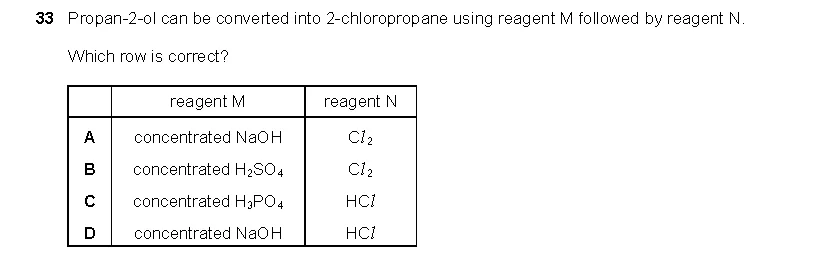 33 Propan-2-ol can be converted into 2-chloropropane using reagent M followed by reagent N.
Which row is correct?
reagent M reagent N
A concentrated NaOH Cl₂
B concentrated H₂SO₄ Cl₂
C concentrated H₃PO₄ HCl
D concentrated NaOH HCl